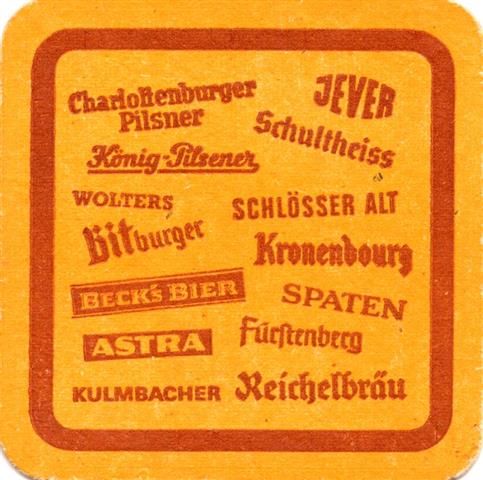 Charlottenburger
Pilsner
JEVER
Schultheiss
König-Pilsener
WOLTERS
SCHLÖSSER ALT
Bitburger
Kronenbourg
BECK'S BIER
SPATEN
ASTRA
Fürstenberg
KULMBACHER
Reichelbräu